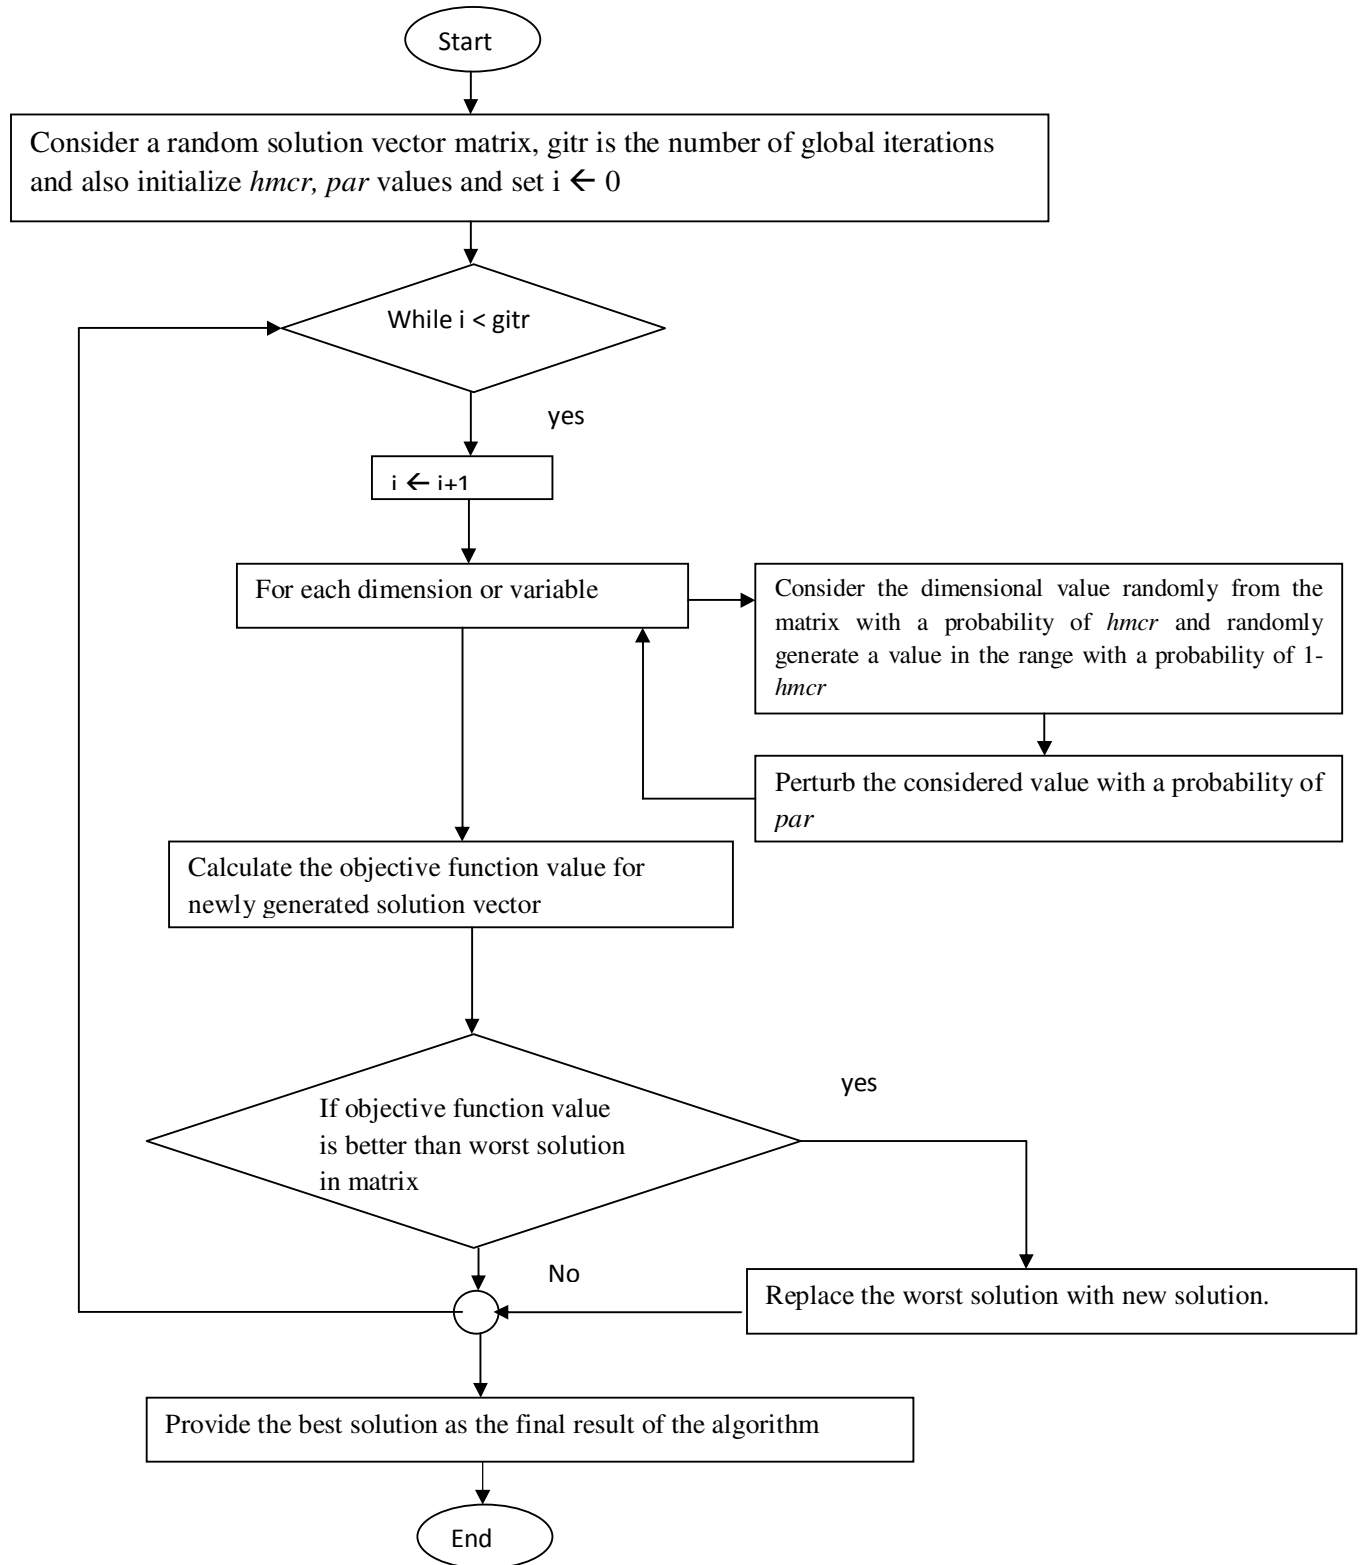 Start
Consider a random solution vector matrix, gitr is the number of global iterations
and also initialize hmcr, par values and set i ← 0
While i < gitr
yes
i ← i+1
For each dimension or variable
Consider the dimensional value randomly from the
matrix with a probability of hmcr and randomly
generate a value in the range with a probability of 1-
hmcr
Perturb the considered value with a probability of
par
Calculate the objective function value for
newly generated solution vector
yes
If objective function value
is better than worst solution
in matrix
No
Replace the worst solution with new solution.
Provide the best solution as the final result of the algorithm
End